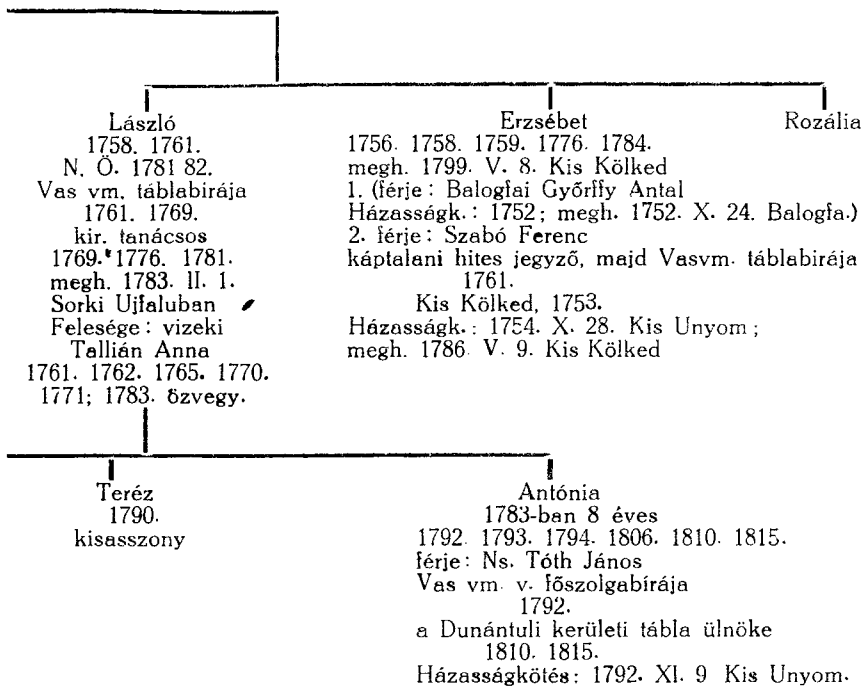 László
1758. 1761.
N. Ö. 1781 82.
Vas vm. táblabirája
1761. 1769.
kir. tanácsos
1769. 1776. 1781.
megh. 1783. II. 1.
Sorki Ujfaluban
Felesége: vizeki
Tallián Anna
1761. 1762. 1765. 1770.
1771; 1783. özvegy.
Erzsébet
1756. 1758. 1759. 1776. 1784.
megh. 1799. V. 8. Kis Kölked
1. (férje: Balogfai Győrffy Antal
Házasságk.: 1752; megh. 1752. X. 24. Balogfa.)
2. férje: Szabó Ferenc
káptalani hites jegyző, majd Vasvm. táblabirája
1761.
Kis Kölked, 1753.
Házasságk.: 1754. X. 28. Kis Unyom;
megh. 1786. V. 9. Kis Kölked
Rozália
Teréz
1790.
kisasszony
Antónia
1783-ban 8 éves
1792. 1793. 1794. 1806. 1810. 1815.
férje: Ns. Tóth János
Vas vm. v. főszolgabírája
1792.
a Dunántuli kerületi tábla ülnöke
1810. 1815.
Házasságkötés: 1792. XI. 9 Kis Unyom.